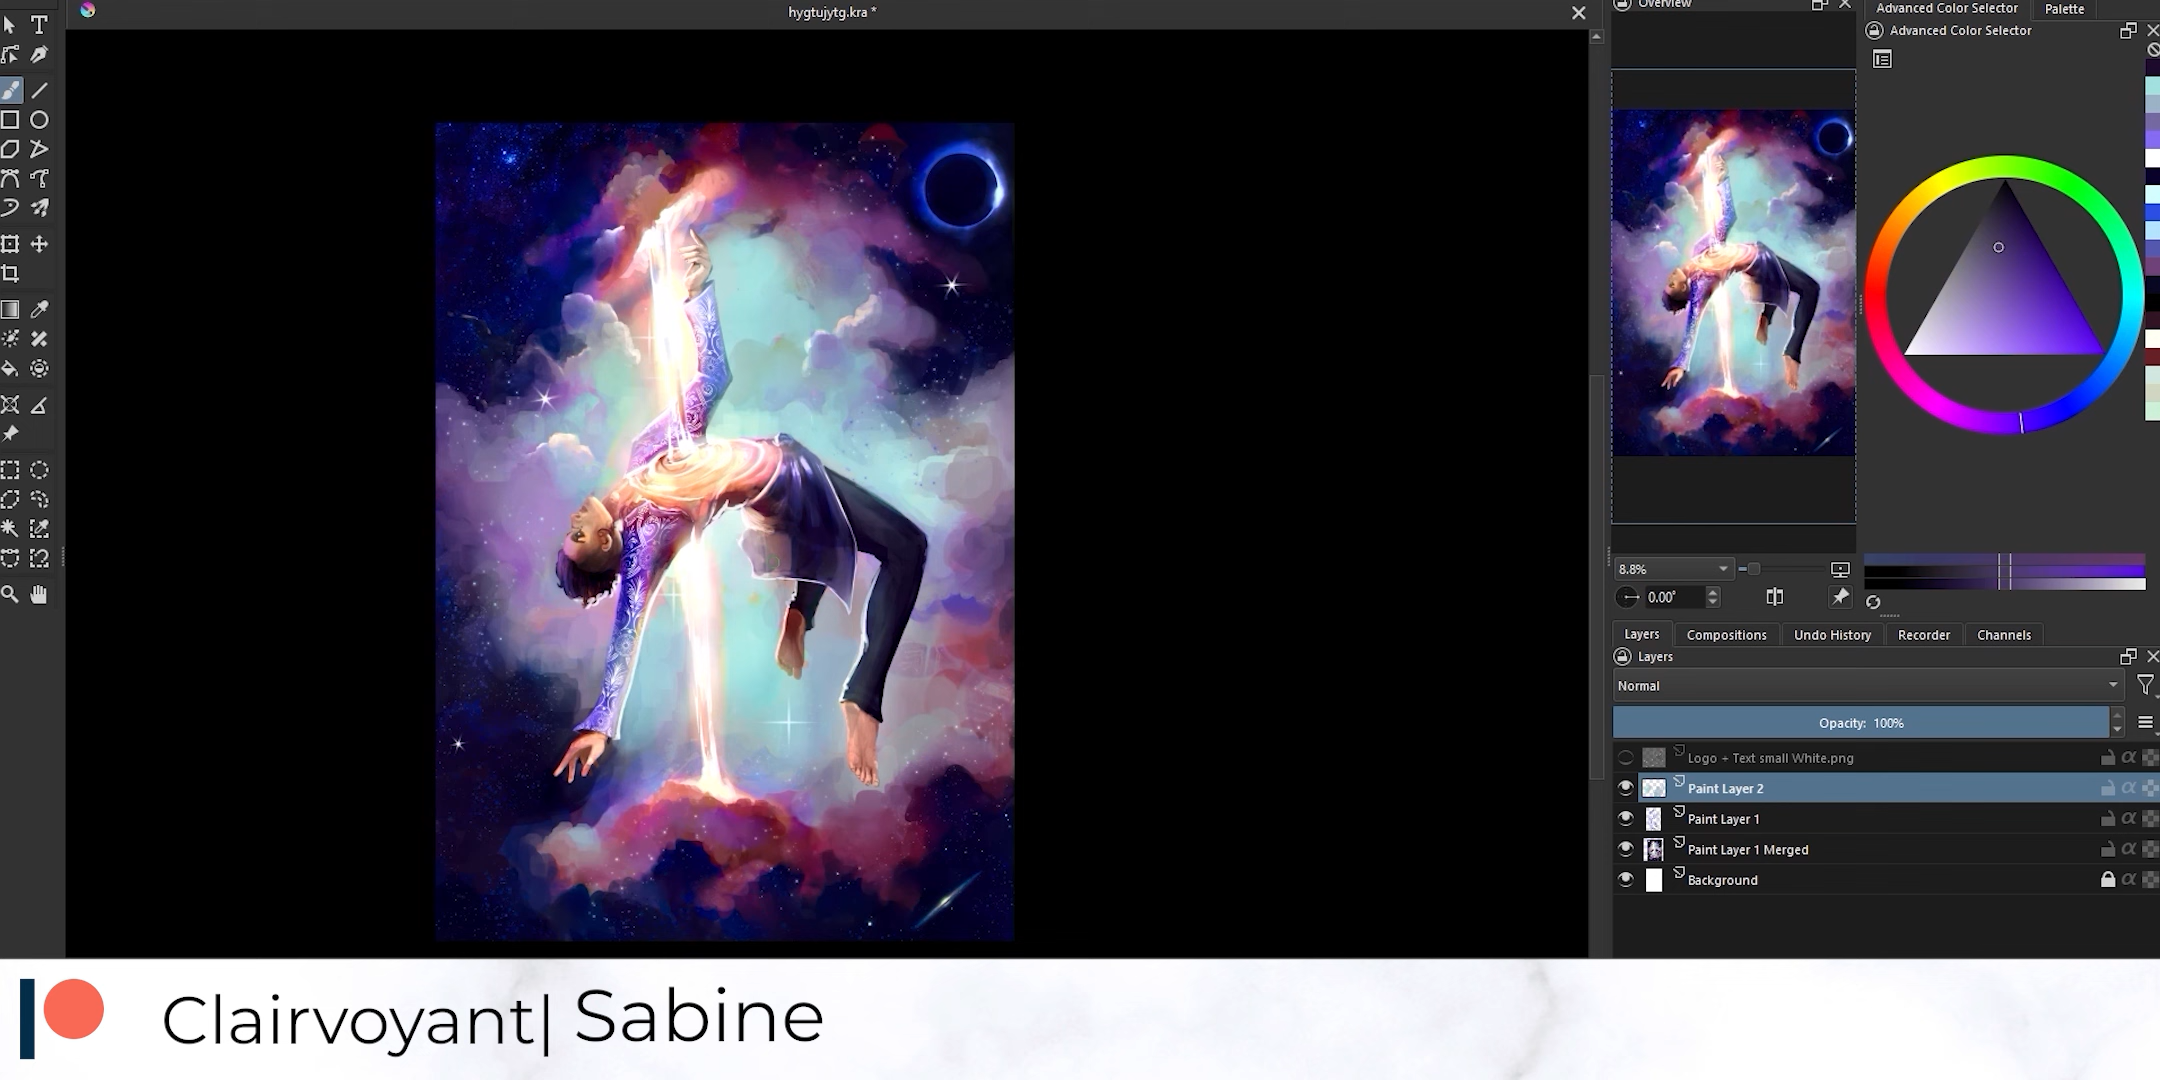 hygtujytg.kra *
Overview
Advanced Color Selector
Palette
Advanced Color Selector
8.8%
0.00°
Layers
Compositions
Undo History
Recorder
Channels
Layers
Normal
Opacity: 100%
Logo + Text small White.png
Paint Layer 2
Paint Layer 1
Paint Layer 1 Merged
Background
Clairvoyant| Sabine